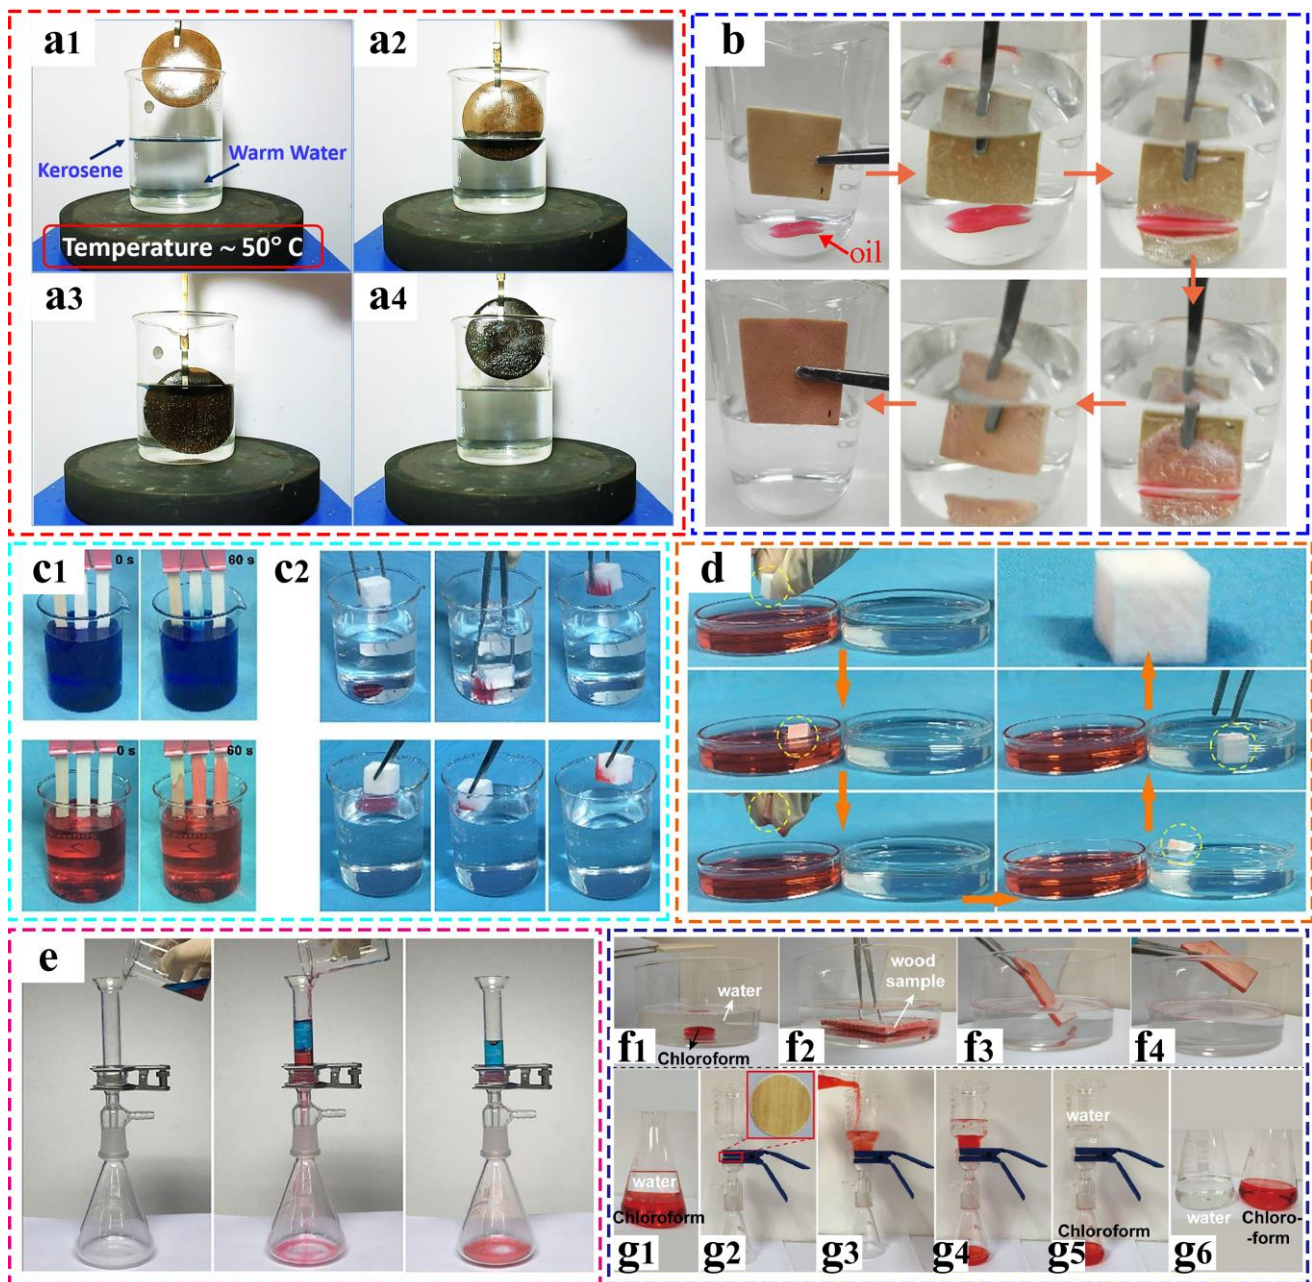 a1
a2
Kerosene
Warm Water
Temperature ~ 50° C
a3
a4
b
oil
c1
0 s
60 s
c2
0 s
60 s
d
e
water
Chloroform
f1
wood
sample
f2
f3
f4
water
Chloroform
g1
g2
g3
g4
water
Chloroform
g5
water
Chloro-
-form
g6